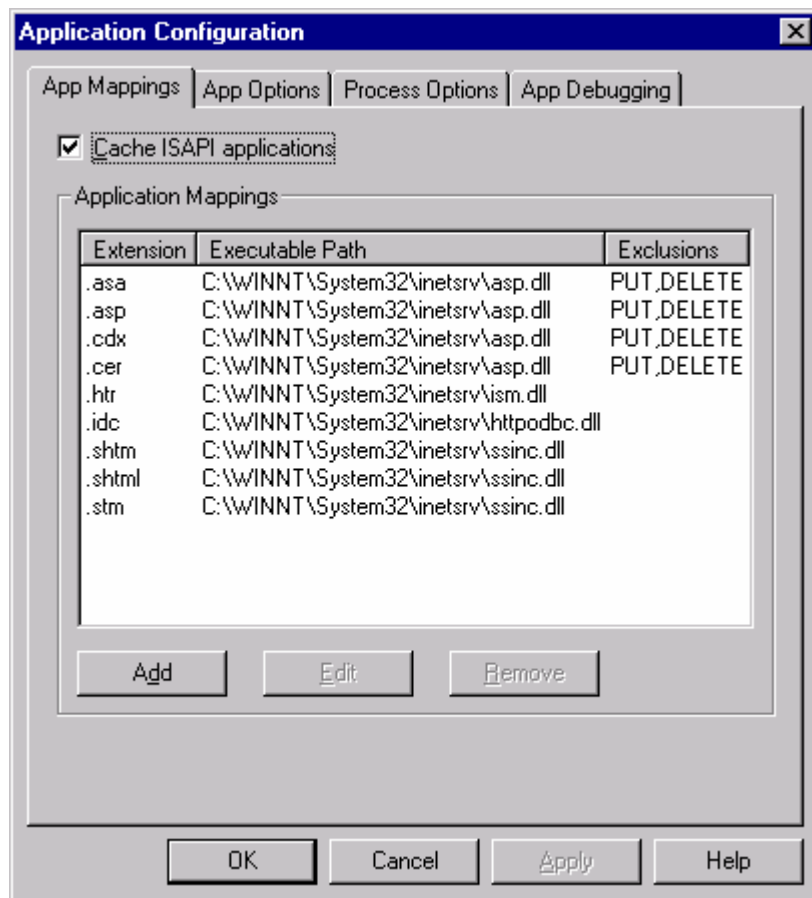 Application Configuration
App Mappings App Options Process Options App Debugging
Cache ISAPI applications
Application Mappings
Extension Executable Path Exclusions
.asa C:\WINNT\System32\inetsrv\asp.dll PUT,DELETE
.asp C:\WINNT\System32\inetsrv\asp.dll PUT,DELETE
.cdx C:\WINNT\System32\inetsrv\asp.dll PUT,DELETE
.cer C:\WINNT\System32\inetsrv\asp.dll PUT,DELETE
.htr C:\WINNT\System32\inetsrv\ism.dll
.idc C:\WINNT\System32\inetsrv\httpodbc.dll
.shtm C:\WINNT\System32\inetsrv\ssinc.dll
.shtml C:\WINNT\System32\inetsrv\ssinc.dll
.stm C:\WINNT\System32\inetsrv\ssinc.dll
Add Edit Remove
OK Cancel Apply Help